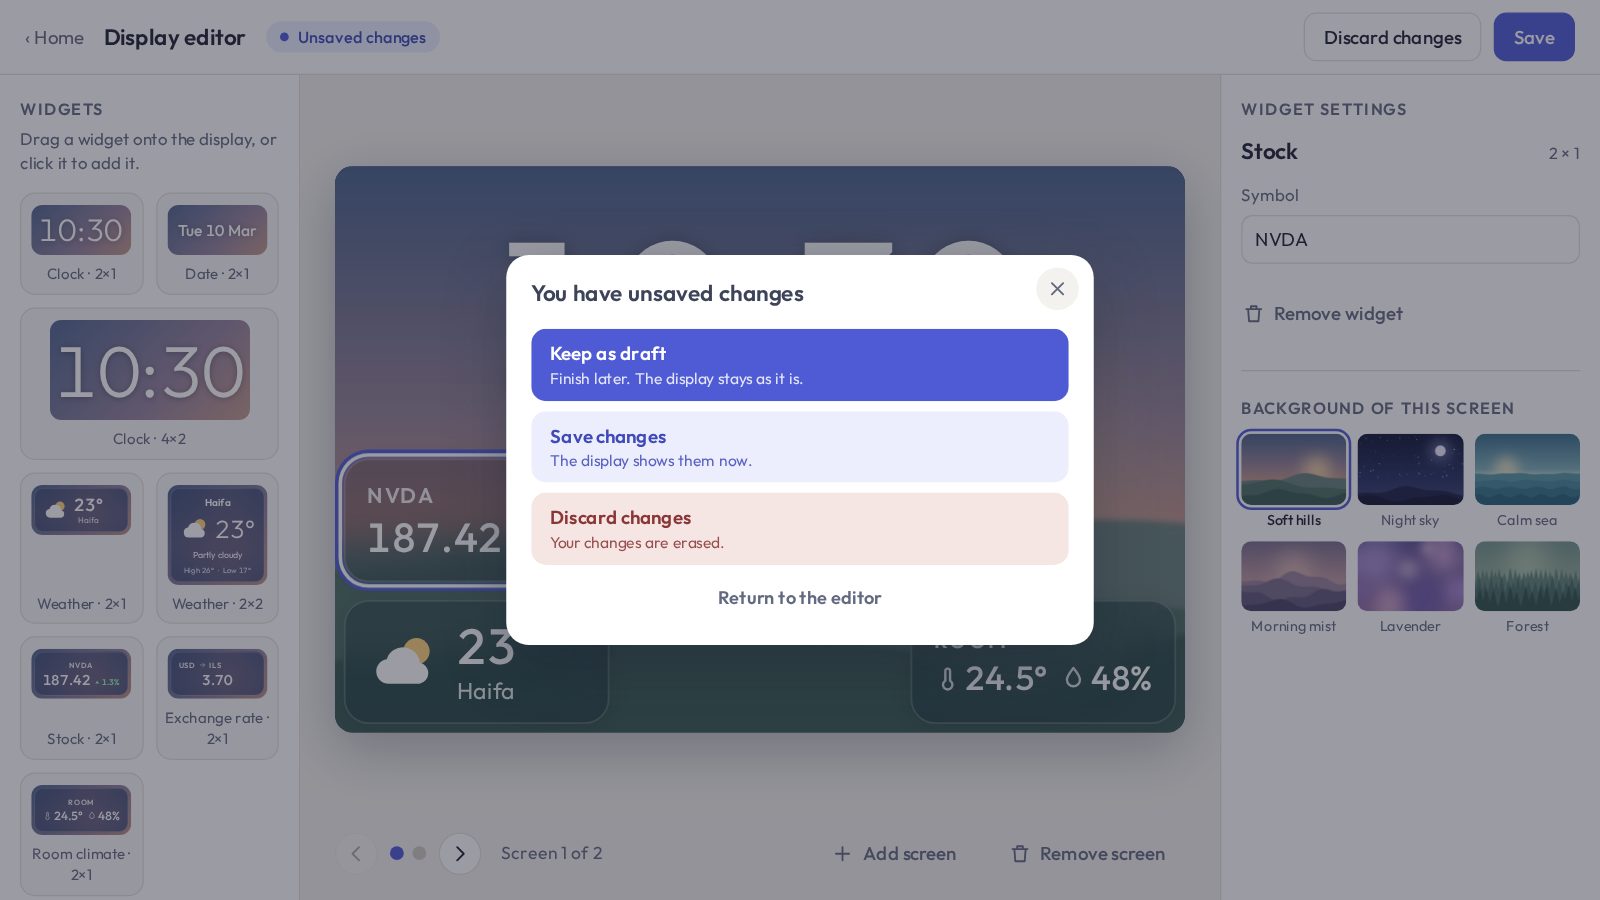 ‹ Home
Display editor
Unsaved changes
Discard changes
Save
WIDGETS
Drag a widget onto the display, or
click it to add it.
10:30
Clock · 2×1
Tue 10 Mar
Date · 2×1
10:30
Clock · 4×2
23°
Haifa
Weather · 2×1
Haifa
23°
Partly cloudy
High 26° · Low 17°
Weather · 2×2
NVDA
187.42 1.3%
Stock · 2×1
USD → ILS
3.70
Exchange rate ·
2×1
ROOM
24.5° 48%
Room climate ·
2×1
NVDA
187.42
23
Haifa
24.5° 48%
You have unsaved changes
Keep as draft
Finish later. The display stays as it is.
Save changes
The display shows them now.
Discard changes
Your changes are erased.
Return to the editor
Screen 1 of 2
Add screen
Remove screen
WIDGET SETTINGS
Stock
2 × 1
Symbol
NVDA
Remove widget
BACKGROUND OF THIS SCREEN
Soft hills
Night sky
Calm sea
Morning mist
Lavender
Forest